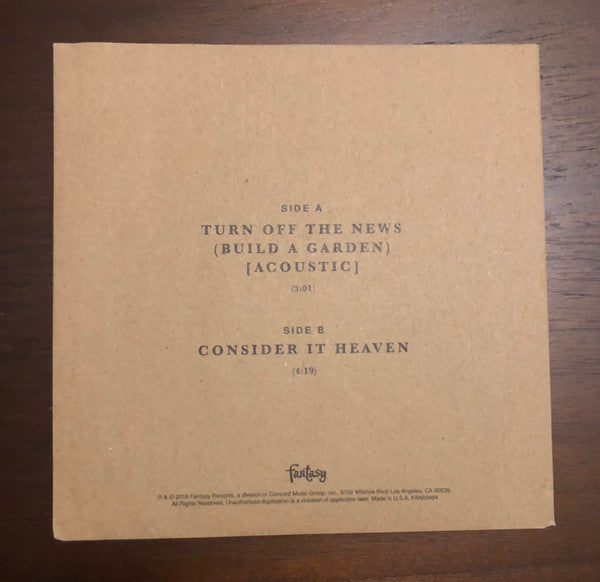 SIDE A
TURN OFF THE NEWS
(BUILD A GARDEN)
[ACOUSTIC]
(3:01)
SIDE B
CONSIDER IT HEAVEN
(4:19)
fantasy
℗ & © 2019 Fantasy Records, a division of Concord Music Group, Inc., 5750 Wilshire Blvd, Los Angeles, CA 90036.
All Rights Reserved. Unauthorized duplication is a violation of applicable laws. Made in U.S.A. FAN00494